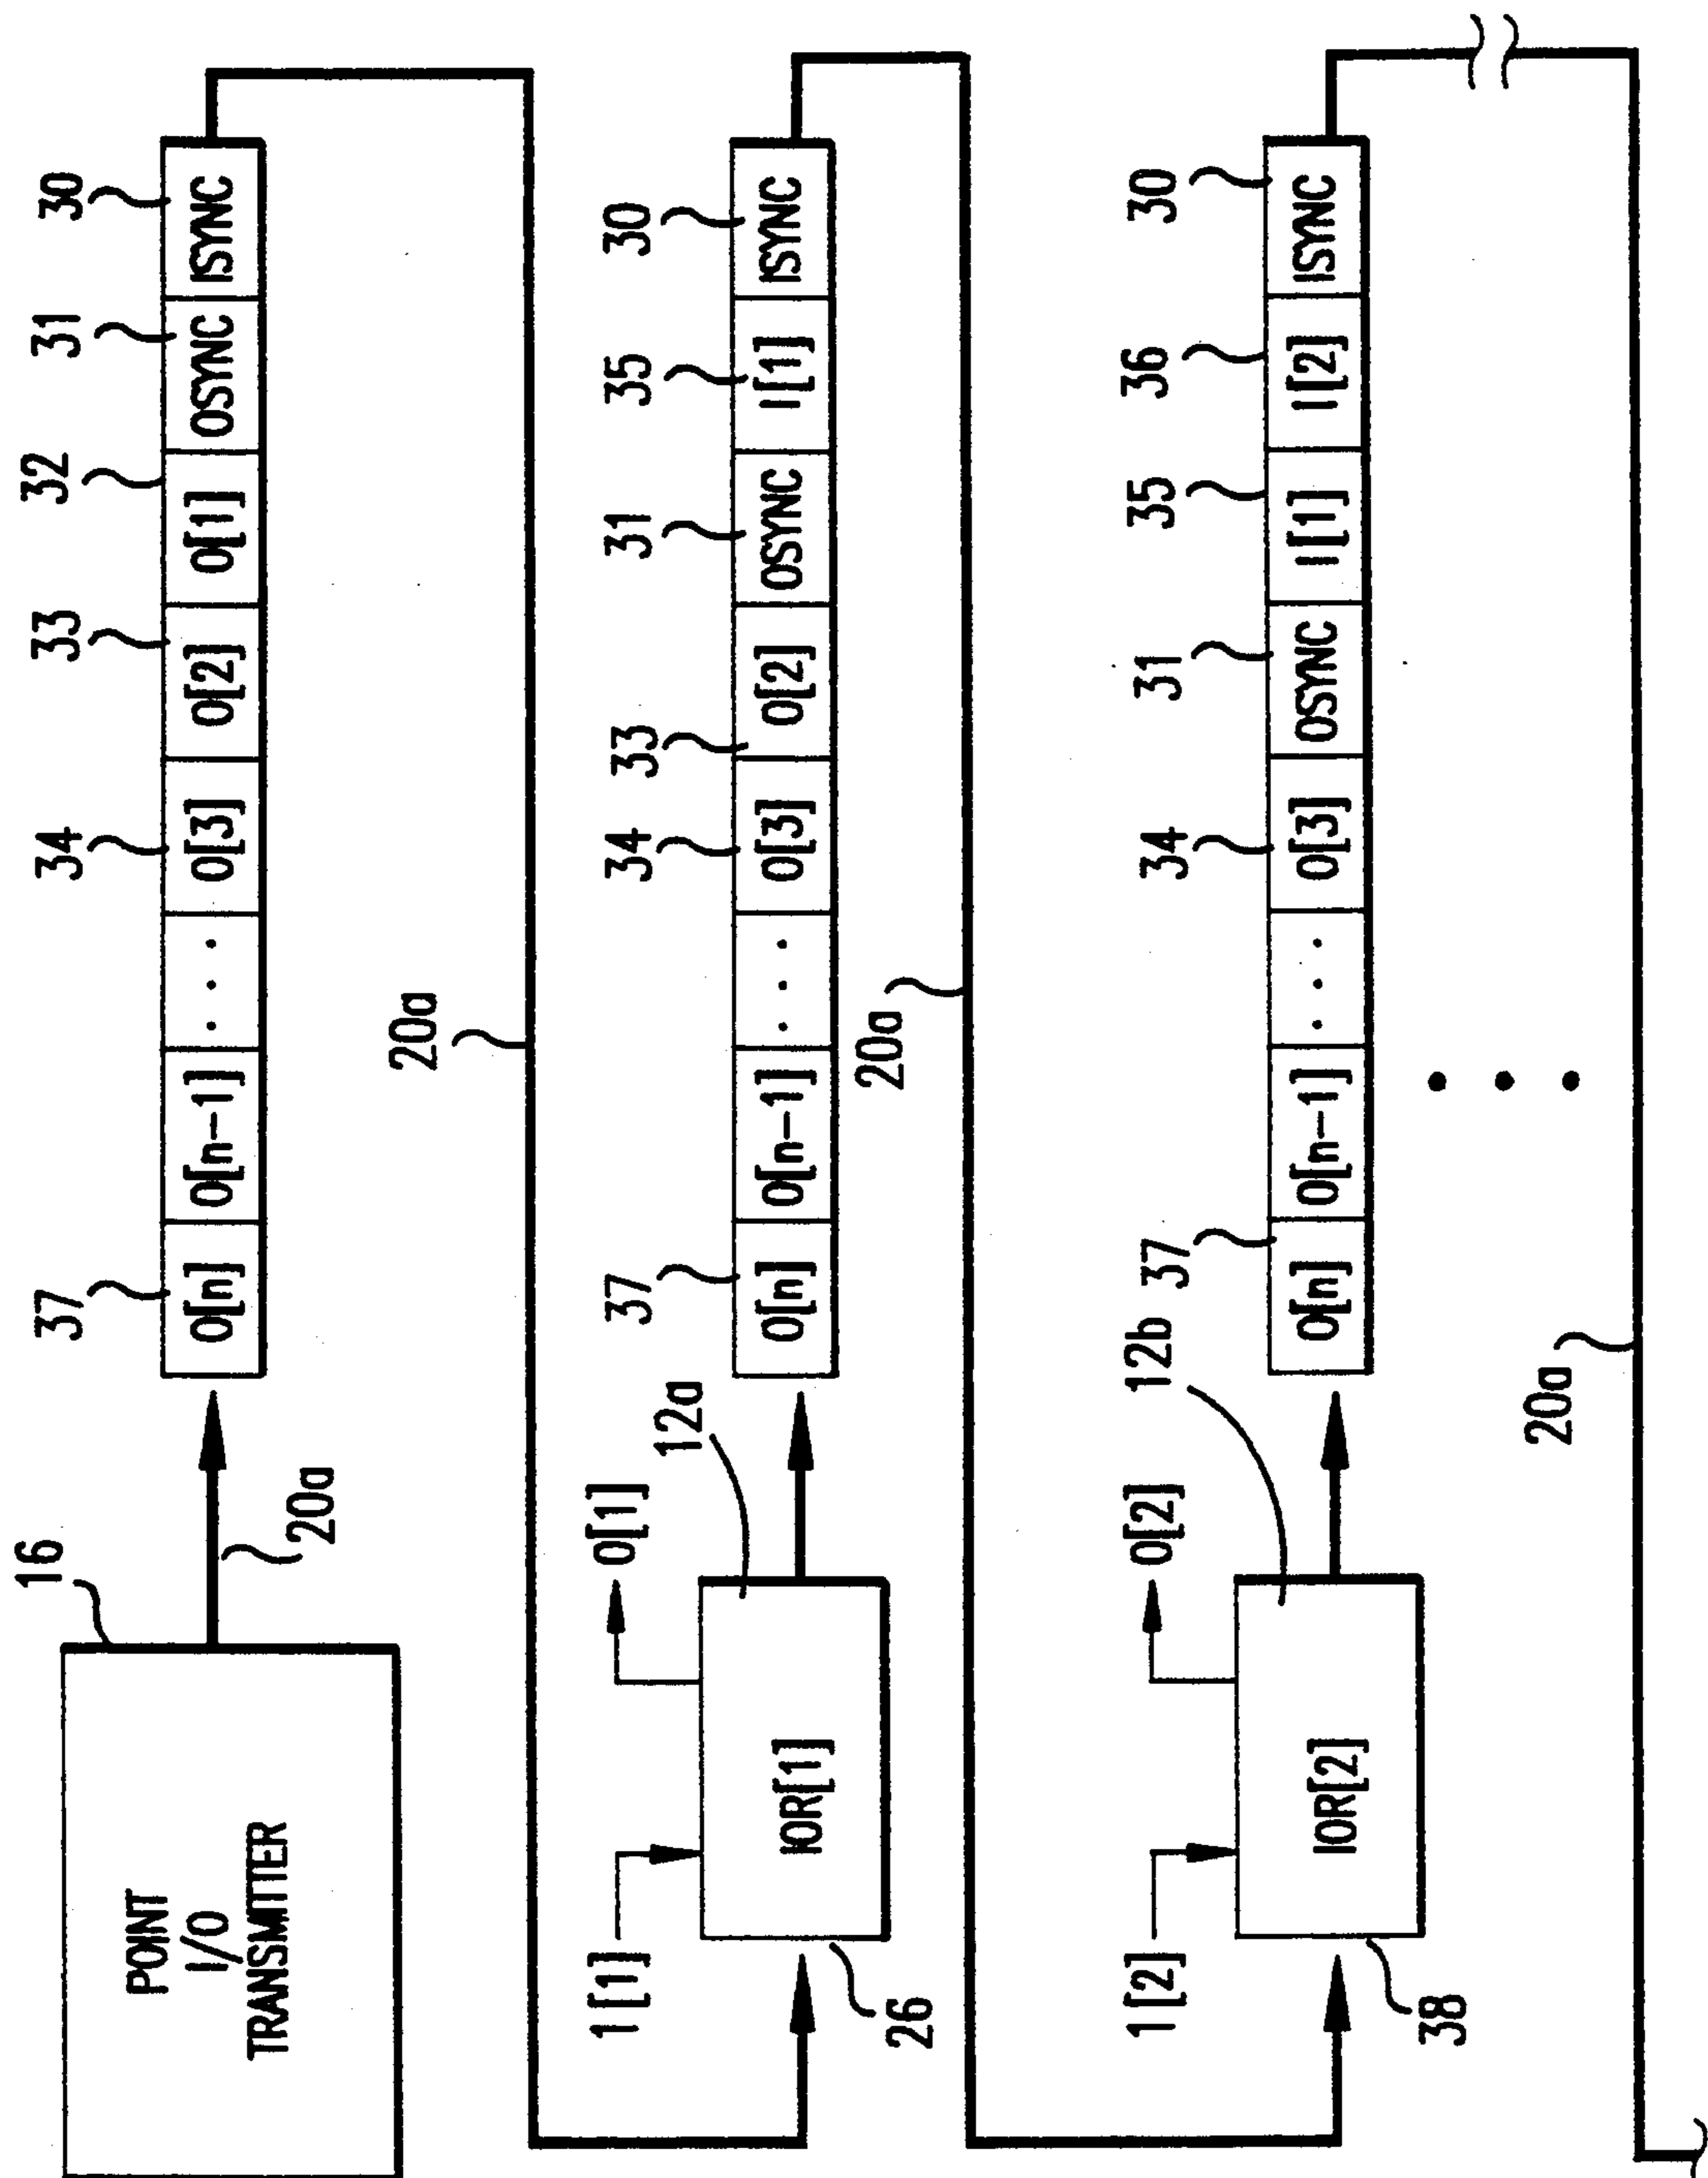 16
POINT
I/O
TRANSMITTER
20a
37 34 33 32 31 30
O[n] O[n-1] . . . O[3] O[2] O[1] OSYNC ISYNC
20a
1[1]
O[1]
12a
IOR[1]
26
37 34 33 31 35 30
O[n] O[n-1] . . . O[3] O[2] OSYNC I[1] ISYNC
20a
1[2]
O[2]
12b
IOR[2]
38
37 34 31 35 36 30
O[n] O[n-1] . . . O[3] OSYNC I[1] I[2] ISYNC
. . .
20a